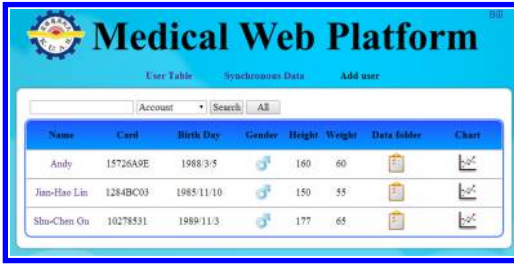 Bill
Medical Web Platform
KUAS
User Table Synchronous Data Add user
Account Search All
Name Card Birth Day Gender Height Weight Data folder Chart
Andy 15726A9E 1988/3/5 160 60
Jian-Hao Lin 1284BC03 1985/11/10 150 55
Shu-Chen Ou 10278531 1989/11/3 177 65